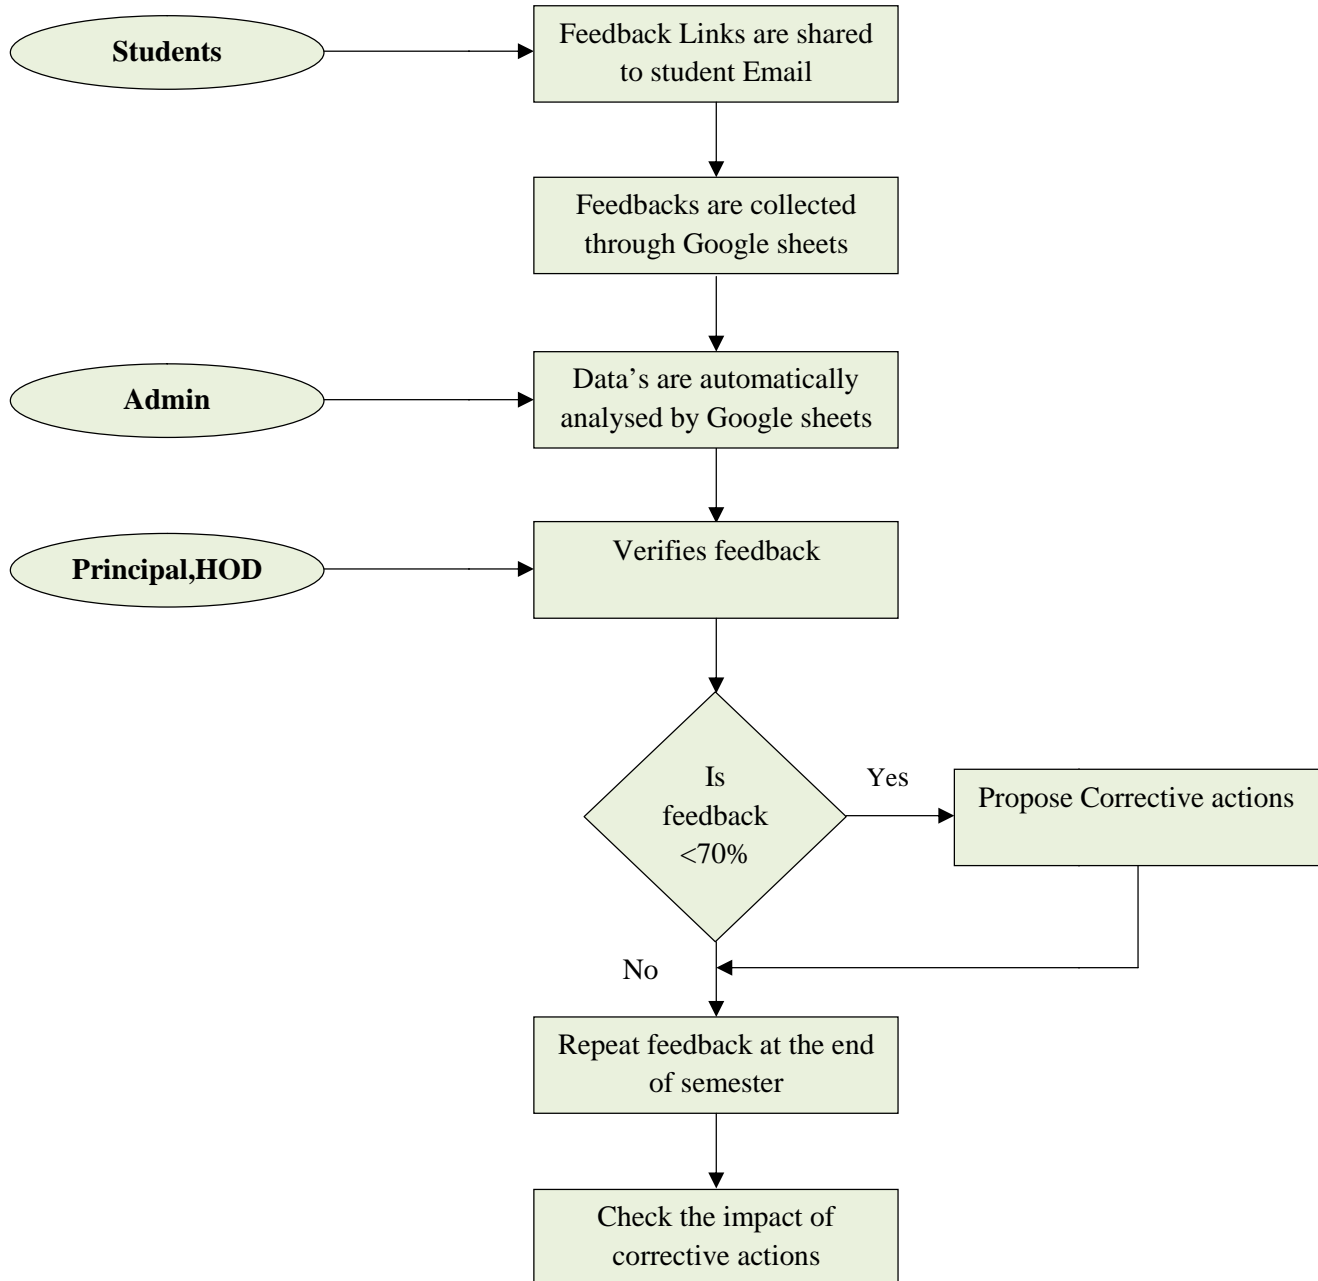 Students
Feedback Links are shared
to student Email
Feedbacks are collected
through Google sheets
Admin
Data’s are automatically
analysed by Google sheets
Principal,HOD
Verifies feedback
Is
feedback
<70%
Yes
Propose Corrective actions
No
Repeat feedback at the end
of semester
Check the impact of
corrective actions